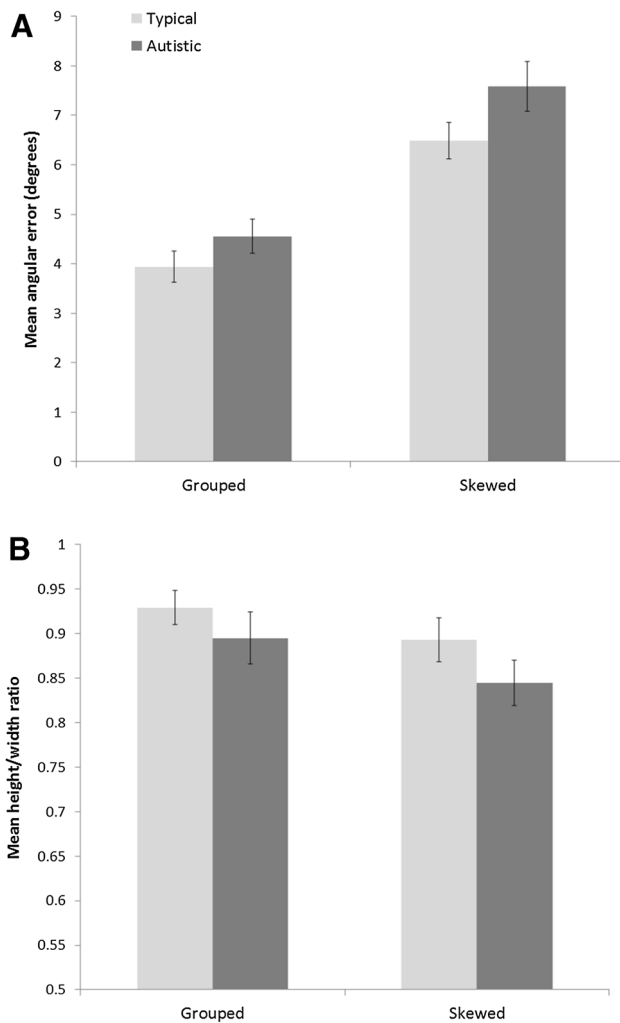 A
Typical
Autistic
Mean angular error (degrees)
9
8
7
6
5
4
3
2
1
0
Grouped Skewed
B
Mean height/width ratio
1
0.95
0.9
0.85
0.8
0.75
0.7
0.65
0.6
0.55
0.5
Grouped Skewed